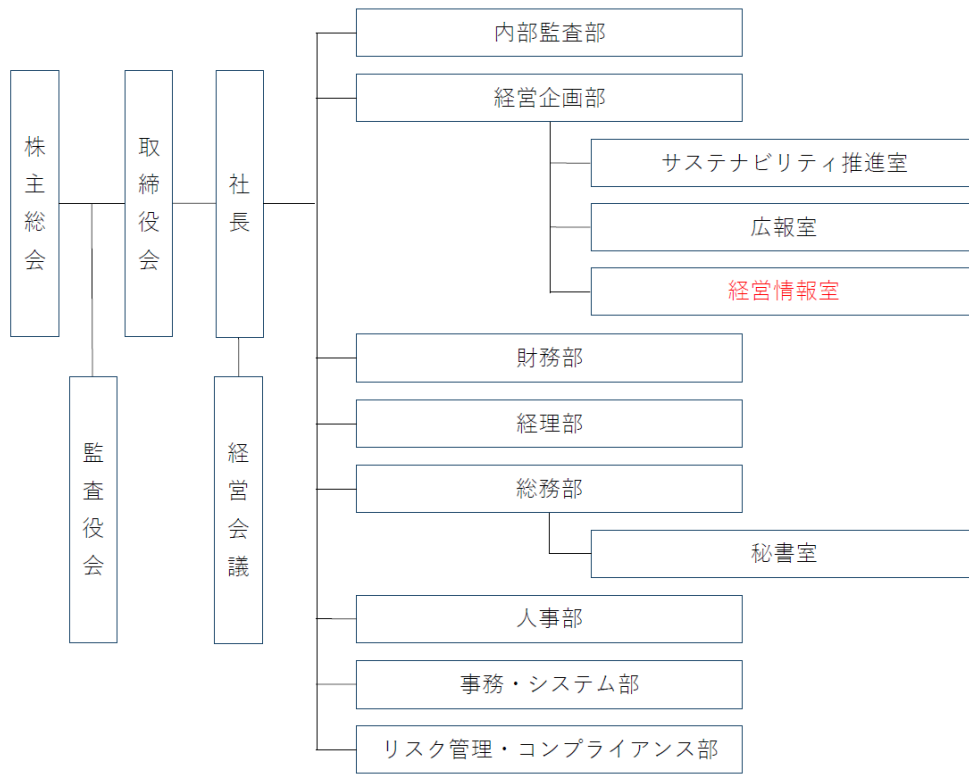 株主総会
取締役会
社長
監査役会
経営会議
内部監査部
経営企画部
サステナビリティ推進室
広報室
経営情報室
財務部
経理部
総務部
秘書室
人事部
事務・システム部
リスク管理・コンプライアンス部